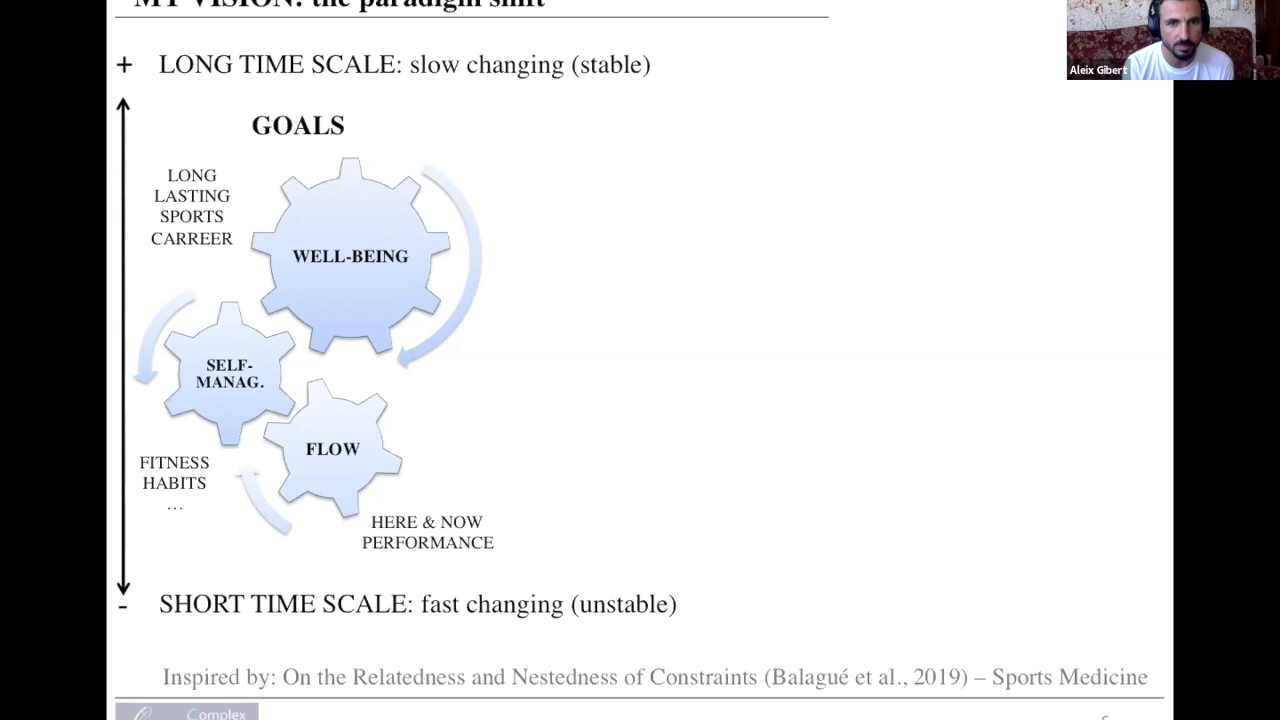 MY VISION: the paradigm shift
Aleix Gibert
+ LONG TIME SCALE: slow changing (stable)
GOALS
LONG
LASTING
SPORTS
CARREER
WELL-BEING
SELF-
MANAG.
FLOW
FITNESS
HABITS
...
HERE & NOW
PERFORMANCE
- SHORT TIME SCALE: fast changing (unstable)
Inspired by: On the Relatedness and Nestedness of Constraints (Balagué et al., 2019) – Sports Medicine
Complex